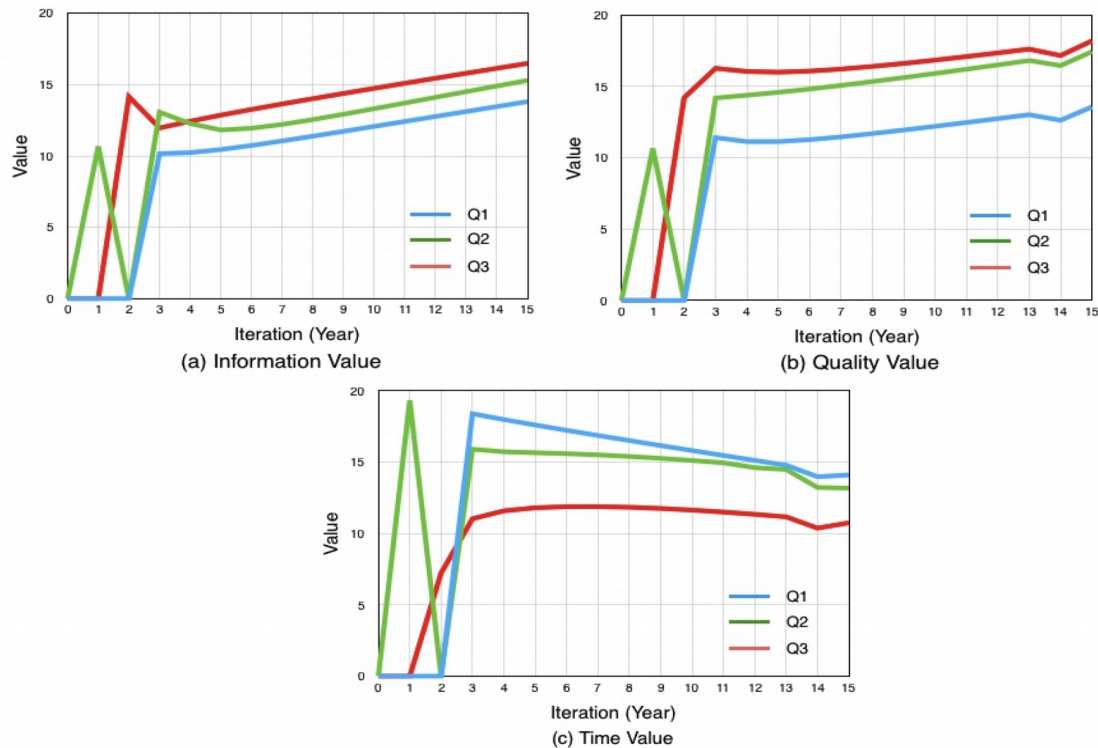 20
15
10
5
0
Value
0 1 2 3 4 5 6 7 8 9 10 11 12 13 14 15
Iteration (Year)
Q1
Q2
Q3
(a) Information Value
20
15
10
5
0
Value
0 1 2 3 4 5 6 7 8 9 10 11 12 13 14 15
Iteration (Year)
Q1
Q2
Q3
(b) Quality Value
20
15
10
5
0
Value
0 1 2 3 4 5 6 7 8 9 10 11 12 13 14 15
Iteration (Year)
Q1
Q2
Q3
(c) Time Value